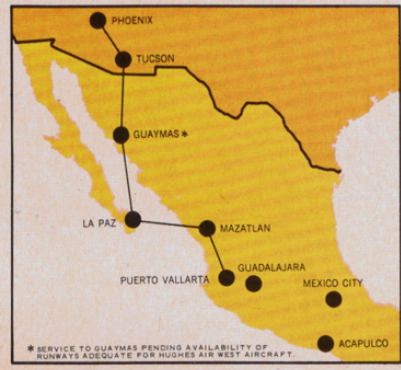 PHOENIX
TUCSON
GUAYMAS*
LA PAZ
MAZATLAN
GUADALAJARA
PUERTO VALLARTA
MEXICO CITY
ACAPULCO
* SERVICE TO GUAYMAS PENDING AVAILABILITY OF
RUNWAYS ADEQUATE FOR HUGHES AIR WEST AIRCRAFT.